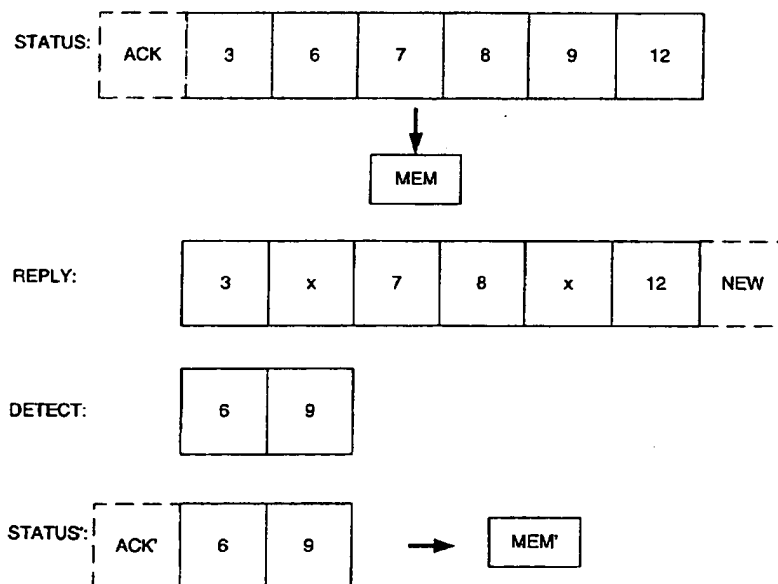 STATUS: ACK 3 6 7 8 9 12
MEM
REPLY: 3 x 7 8 x 12 NEW
DETECT: 6 9
STATUS': ACK' 6 9 MEM'